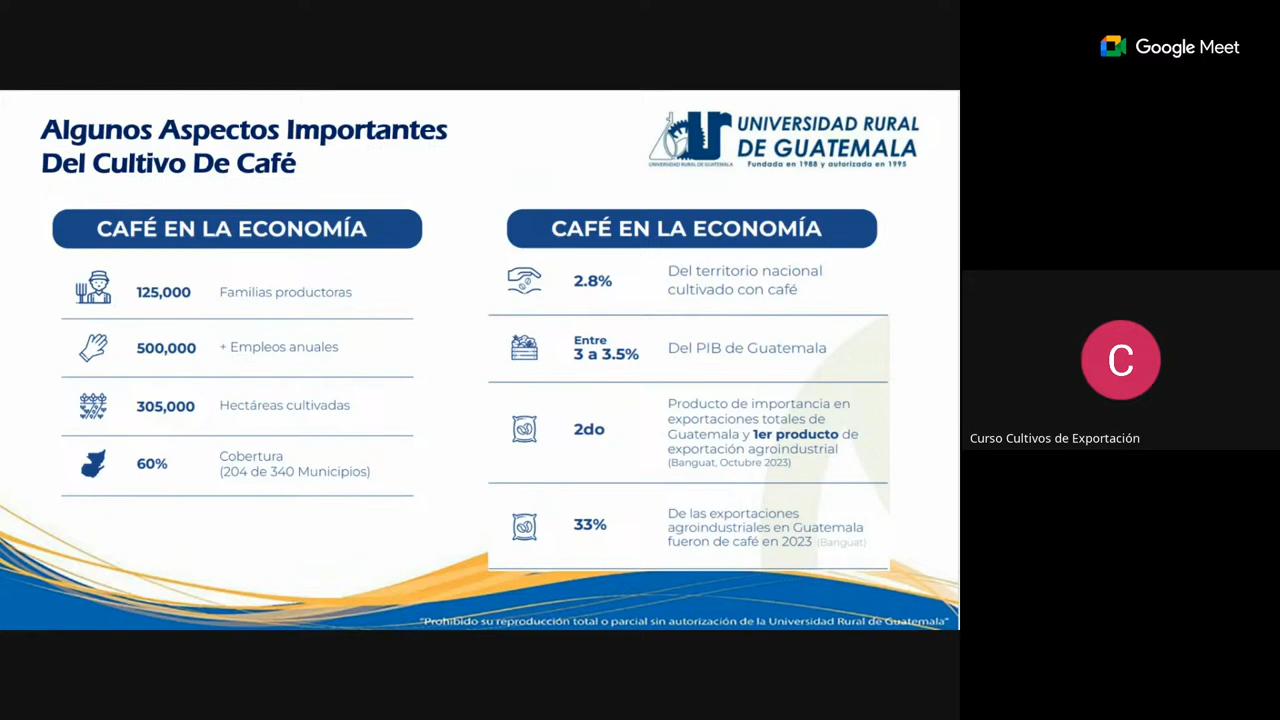 Google Meet
Algunos Aspectos Importantes
Del Cultivo De Café
UNIVERSIDAD RURAL
DE GUATEMALA
Fundada en 1988 y autorizada en 1995
UNIVERSIDAD RURAL DE GUATEMALA
CAFÉ EN LA ECONOMÍA
125,000 Familias productoras
500,000 + Empleos anuales
305,000 Hectáreas cultivadas
60% Cobertura
(204 de 340 Municipios)
CAFÉ EN LA ECONOMÍA
2.8% Del territorio nacional
cultivado con café
Entre
3 a 3.5% Del PIB de Guatemala
2do
Producto de importancia en
exportaciones totales de
Guatemala y 1er producto de
exportación agroindustrial
(Banguat, Octubre 2023)
33%
De las exportaciones
agroindustriales en Guatemala
fueron de café en 2023 (Banguat)
"Prohibido su reproducción total o parcial sin autorización de la Universidad Rural de Guatemala"
C
Curso Cultivos de Exportación